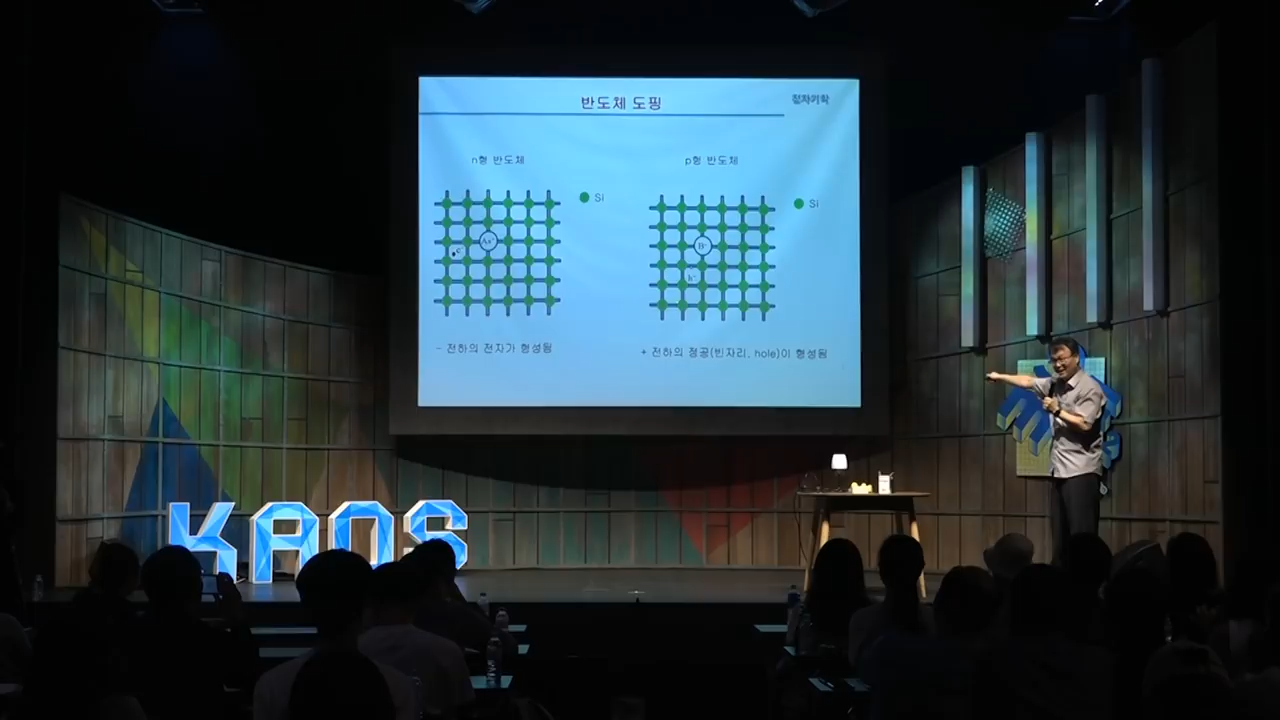 반도체 도핑
전자기학
n형 반도체
p형 반도체
Si
Si
As⁺
e⁻
B⁻
h⁺
- 전하의 전자가 형성됨
+ 전하의 정공(빈자리, hole)이 형성됨
KAOS